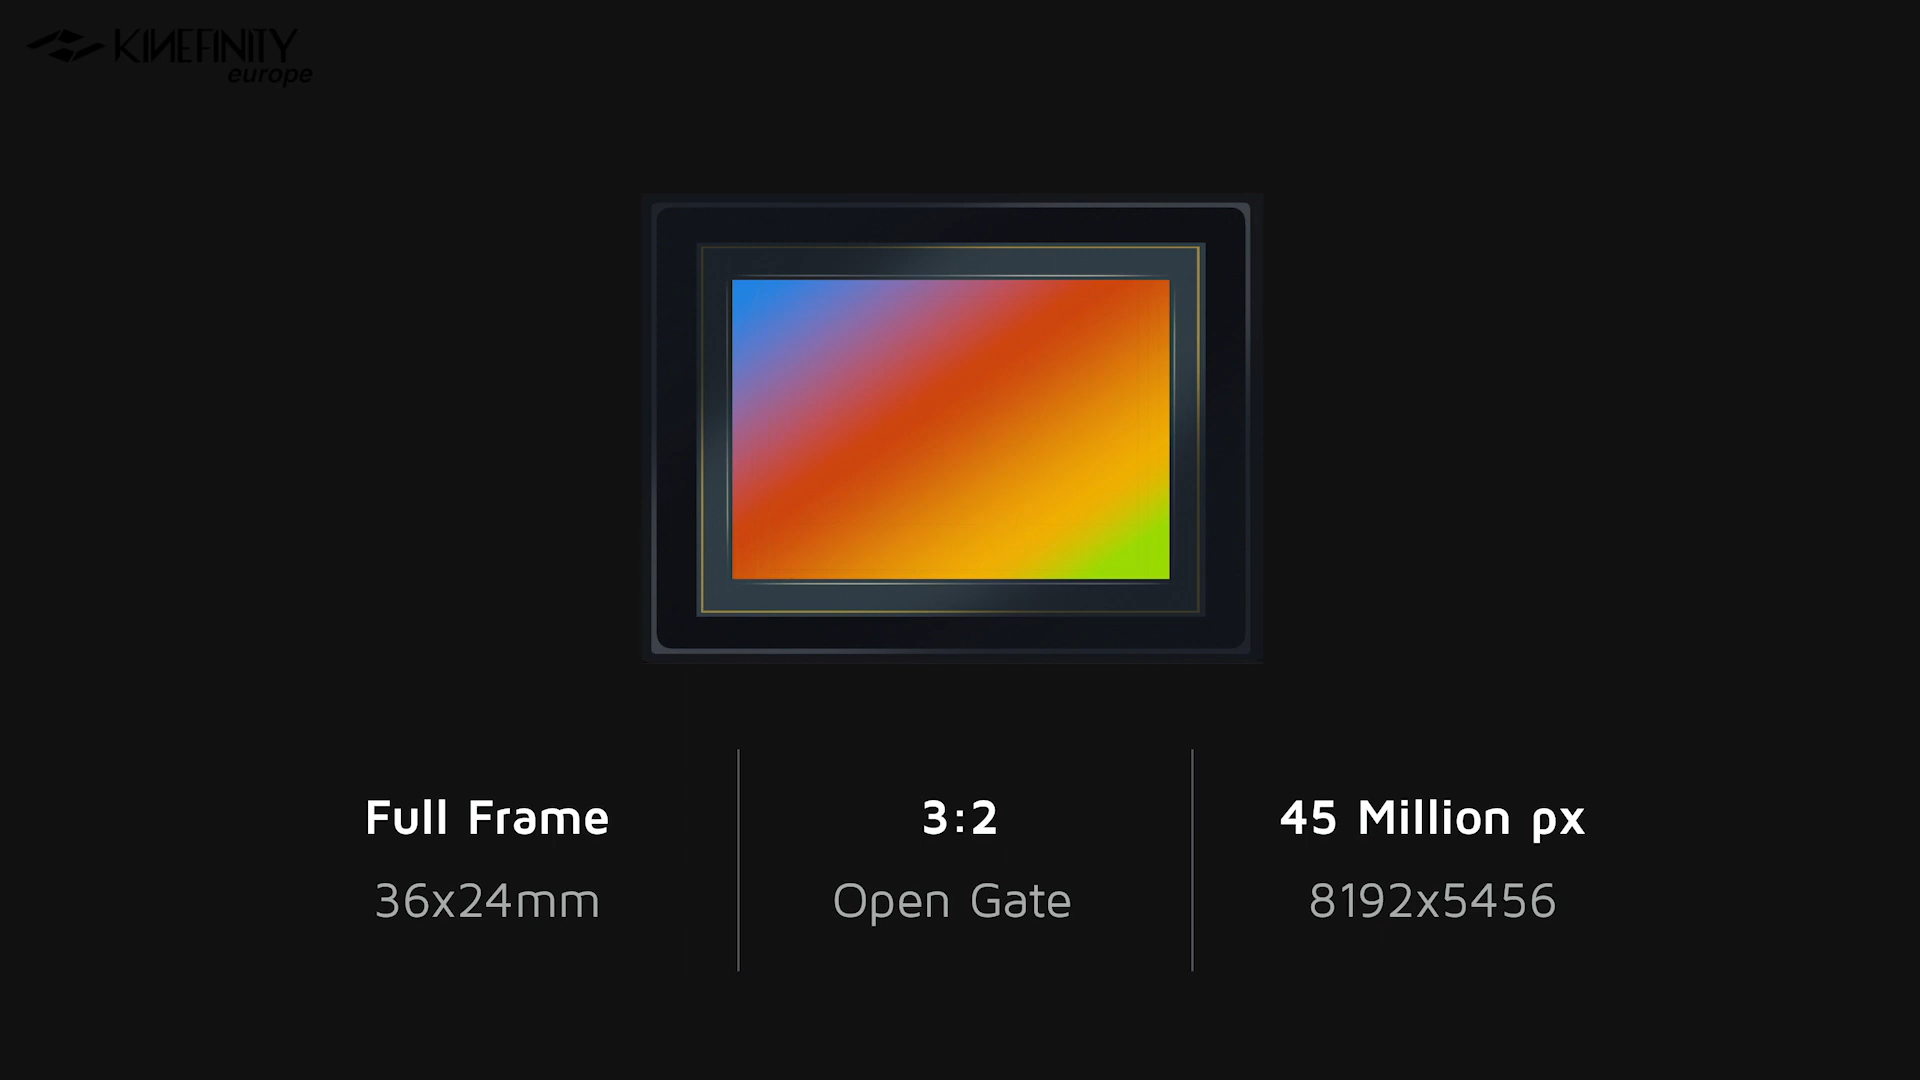 KINEFINITY
europe
Full Frame
36x24mm
3:2
Open Gate
45 Million px
8192x5456